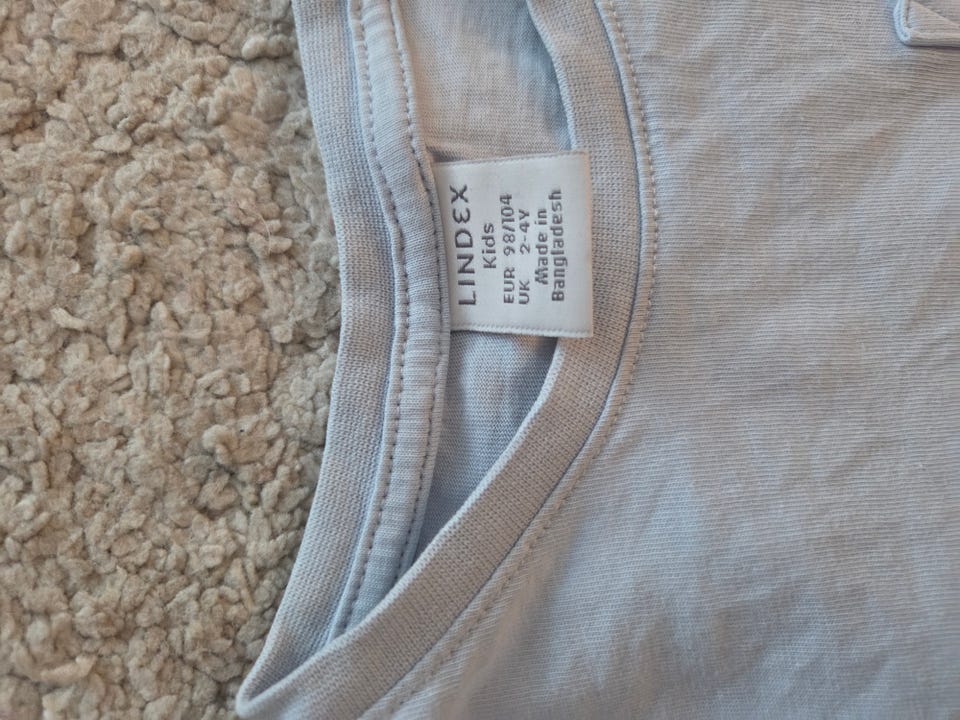 LINDEX
Kids
EUR 98/104
UK 2-4Y
Made in
Bangladesh